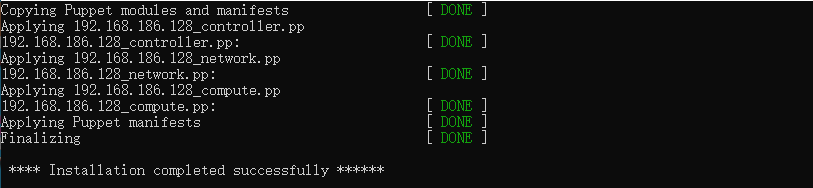 Copying Puppet modules and manifests [ DONE ]
Applying 192.168.186.128_controller.pp
192.168.186.128_controller.pp: [ DONE ]
Applying 192.168.186.128_network.pp
192.168.186.128_network.pp: [ DONE ]
Applying 192.168.186.128_compute.pp
192.168.186.128_compute.pp: [ DONE ]
Applying Puppet manifests [ DONE ]
Finalizing [ DONE ]
**** Installation completed successfully ******